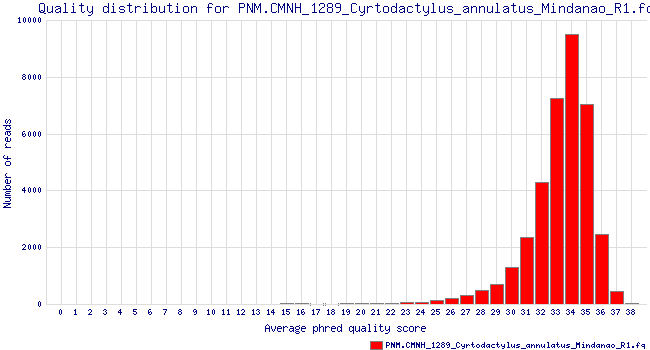 Quality distribution for PNM.CMNH_1289_Cyrtodactylus_annulatus_Mindanao_R1.fq
10000
8000
6000
4000
2000
0
Number of reads
0 1 2 3 4 5 6 7 8 9 10 11 12 13 14 15 16 17 18 19 20 21 22 23 24 25 26 27 28 29 30 31 32 33 34 35 36 37 38
Average phred quality score
PNM.CMNH_1289_Cyrtodactylus_annulatus_Mindanao_R1.fq